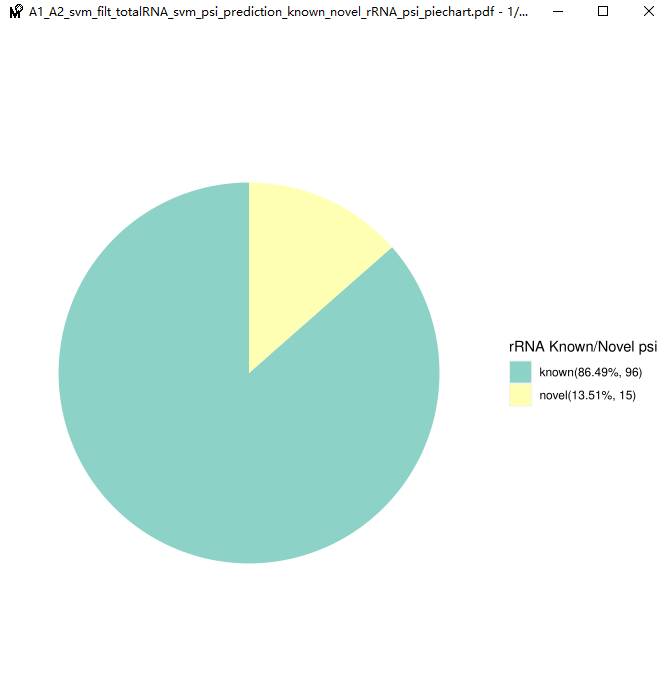 A1_A2_svm_filt_totalRNA_svm_psi_prediction_known_novel_rRNA_psi_piechart.pdf - 1/...
rRNA Known/Novel psi
known(86.49%, 96)
novel(13.51%, 15)